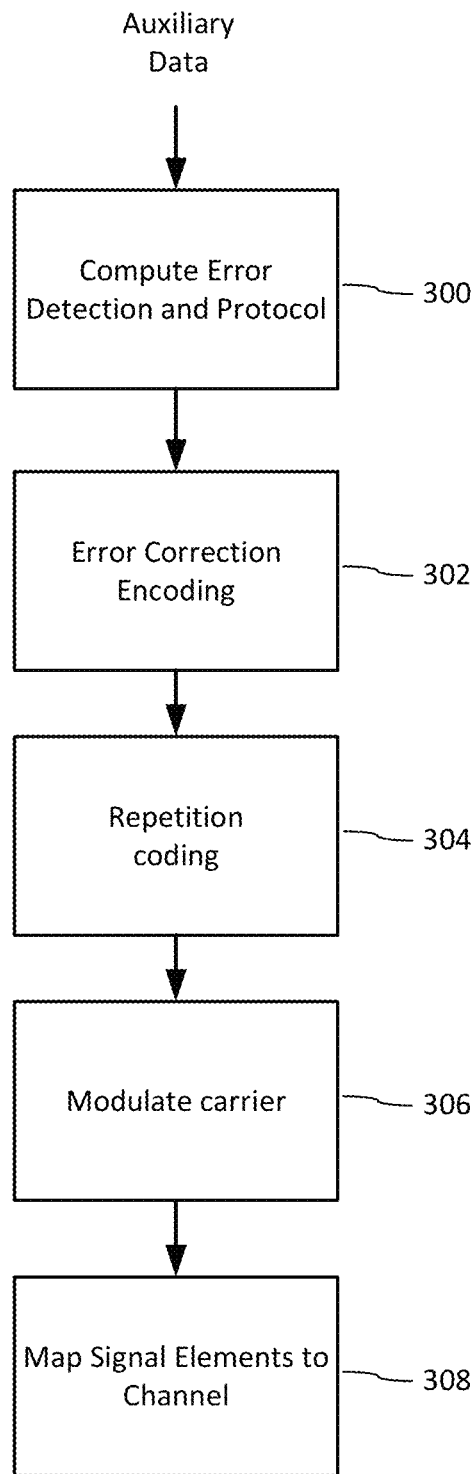 Auxiliary
Data
Compute Error
Detection and Protocol
300
Error Correction
Encoding
302
Repetition
coding
304
Modulate carrier
306
Map Signal Elements to
Channel
308